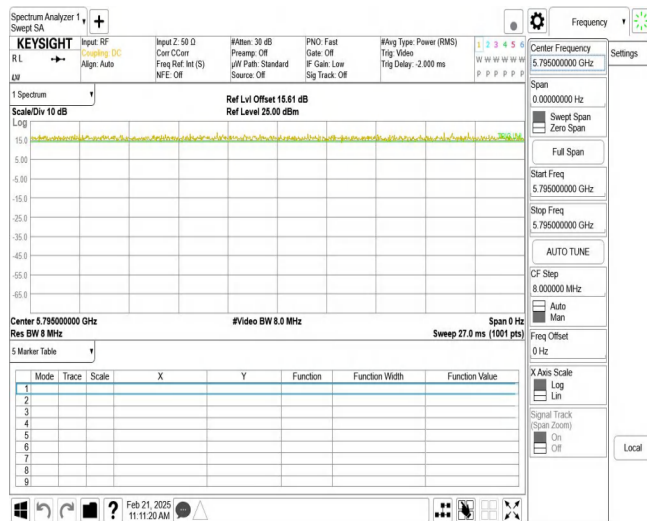 Spectrum Analyzer 1
Swept SA
Frequency
KEYSIGHT
R L
Input: RF
Coupling: DC
Align: Auto
Input Z: 50 Ω
Corr CCorr
Freq Ref: Int (S)
NFE: Off
#Atten: 30 dB
Preamp: Off
µW Path: Standard
Source: Off
PNO: Fast
Gate: Off
IF Gain: Low
Sig Track: Off
#Avg Type: Power (RMS)
Trig: Video
Trig Delay: -2.000 ms
1 2 3 4 5 6
W W W W W W
P P P P P P
Center Frequency
5.795000000 GHz
Settings
Span
0.00000000 Hz
Swept Span
Zero Span
Full Span
Start Freq
5.795000000 GHz
Stop Freq
5.795000000 GHz
AUTO TUNE
CF Step
8.000000 MHz
Auto
Man
Freq Offset
0 Hz
X Axis Scale
Log
Lin
Signal Track
(Span Zoom)
On
Off
Local
1 Spectrum
Scale/Div 10 dB
Ref Lvl Offset 15.61 dB
Ref Level 25.00 dBm
Log
15.0
5.00
-5.00
-15.0
-25.0
-35.0
-45.0
-55.0
-65.0
Center 5.795000000 GHz
#Video BW 8.0 MHz
Span 0 Hz
Res BW 8 MHz
Sweep 27.0 ms (1001 pts)
5 Marker Table
Mode Trace Scale X Y Function Function Width Function Value
1
2
3
4
5
6
7
8
9
?
Feb 21, 2025
11:11:20 AM